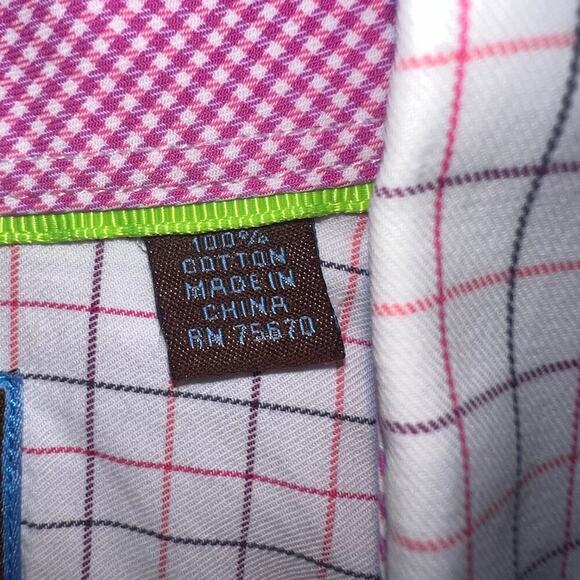 100%
COTTON
MADE IN
CHINA
RN 75670